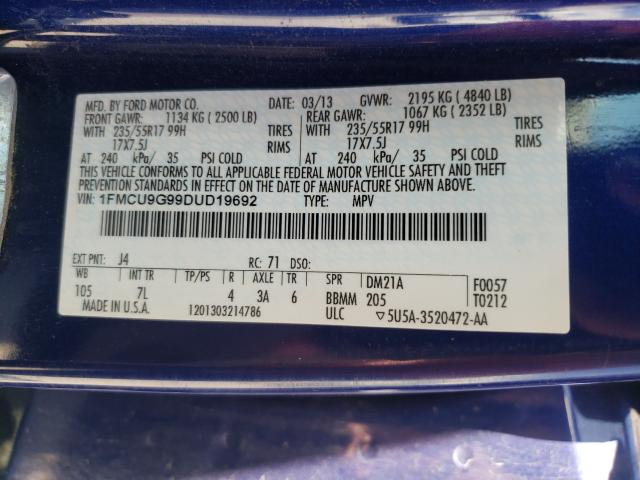 MFD. BY FORD MOTOR CO. DATE: 03/13 GVWR: 2195 KG ( 4840 LB)
FRONT GAWR: 1134 KG ( 2500 LB) REAR GAWR: 1067 KG ( 2352 LB)
WITH 235/55R17 99H TIRES WITH 235/55R17 99H TIRES
17X7.5J RIMS 17X7.5J RIMS
AT 240 kPa/ 35 PSI COLD AT 240 kPa/ 35 PSI COLD
THIS VEHICLE CONFORMS TO ALL APPLICABLE FEDERAL MOTOR VEHICLE SAFETY AND THEFT
PREVENTION STANDARDS IN EFFECT ON THE DATE OF MANUFACTURE SHOWN ABOVE.
VIN: 1FMCU9G99DUD19692 TYPE: MPV
EXT PNT: J4 RC: 71 DSO:
WB INT TR TP/PS R AXLE TR SPR DM21A F0057
105 7L 4 3A 6 BBMM 205 T0212
MADE IN U.S.A. 1201303214786 ULC ▽5U5A-3520472-AA